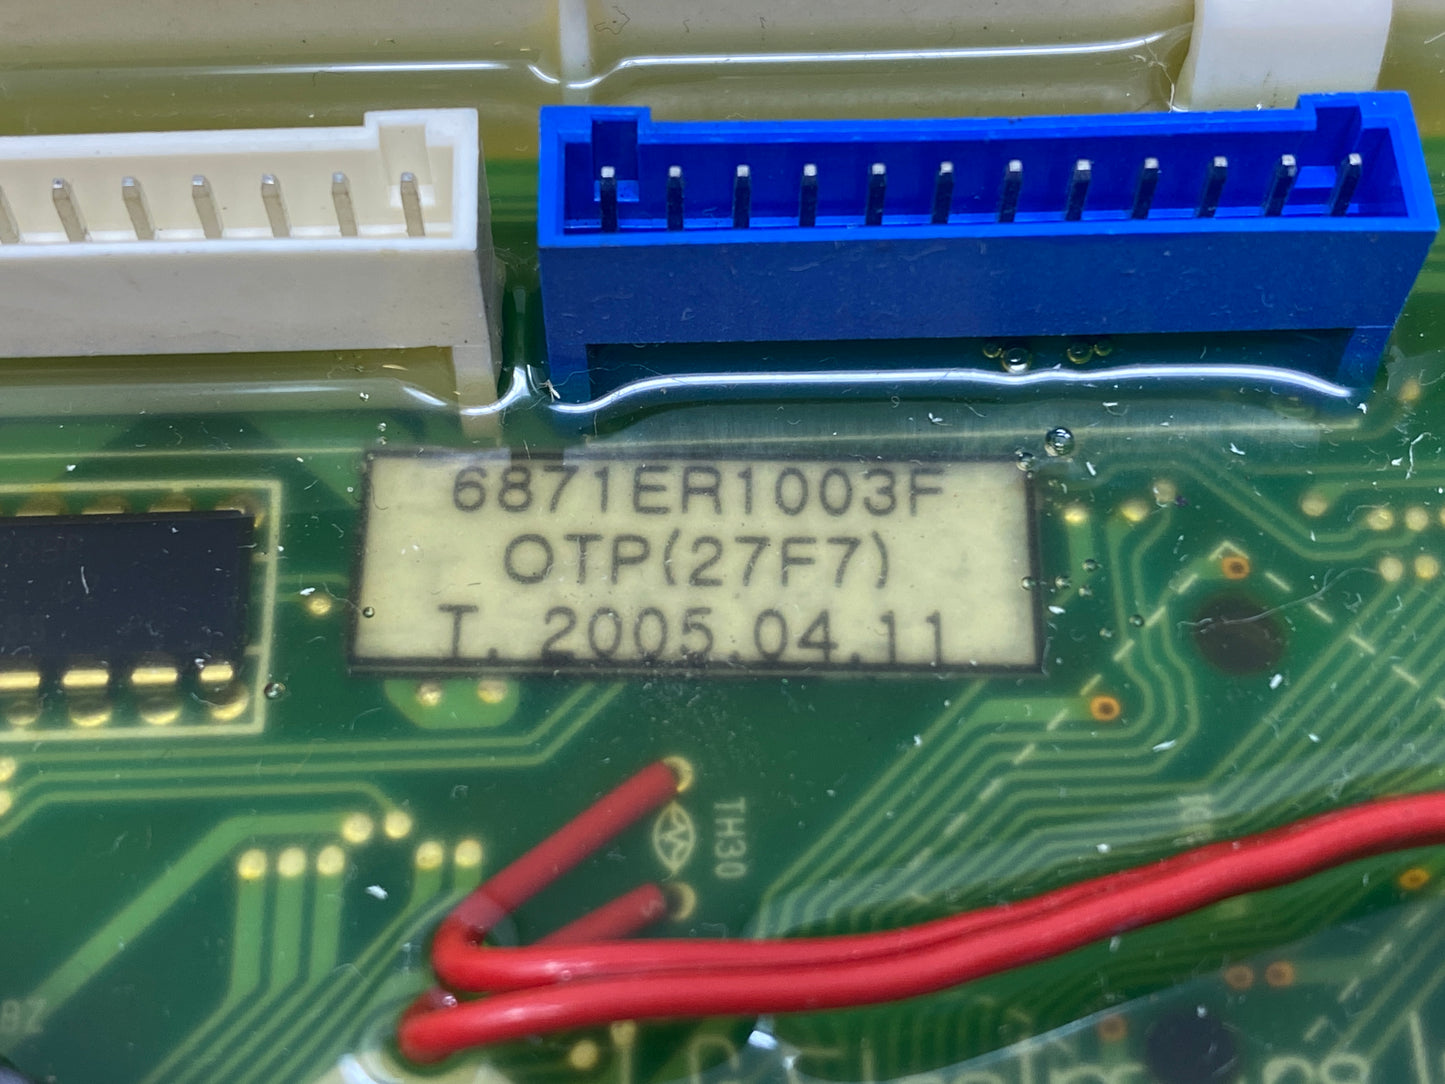 6871ER1003F
OTP(27F7)
T. 2005.04.11
TH30